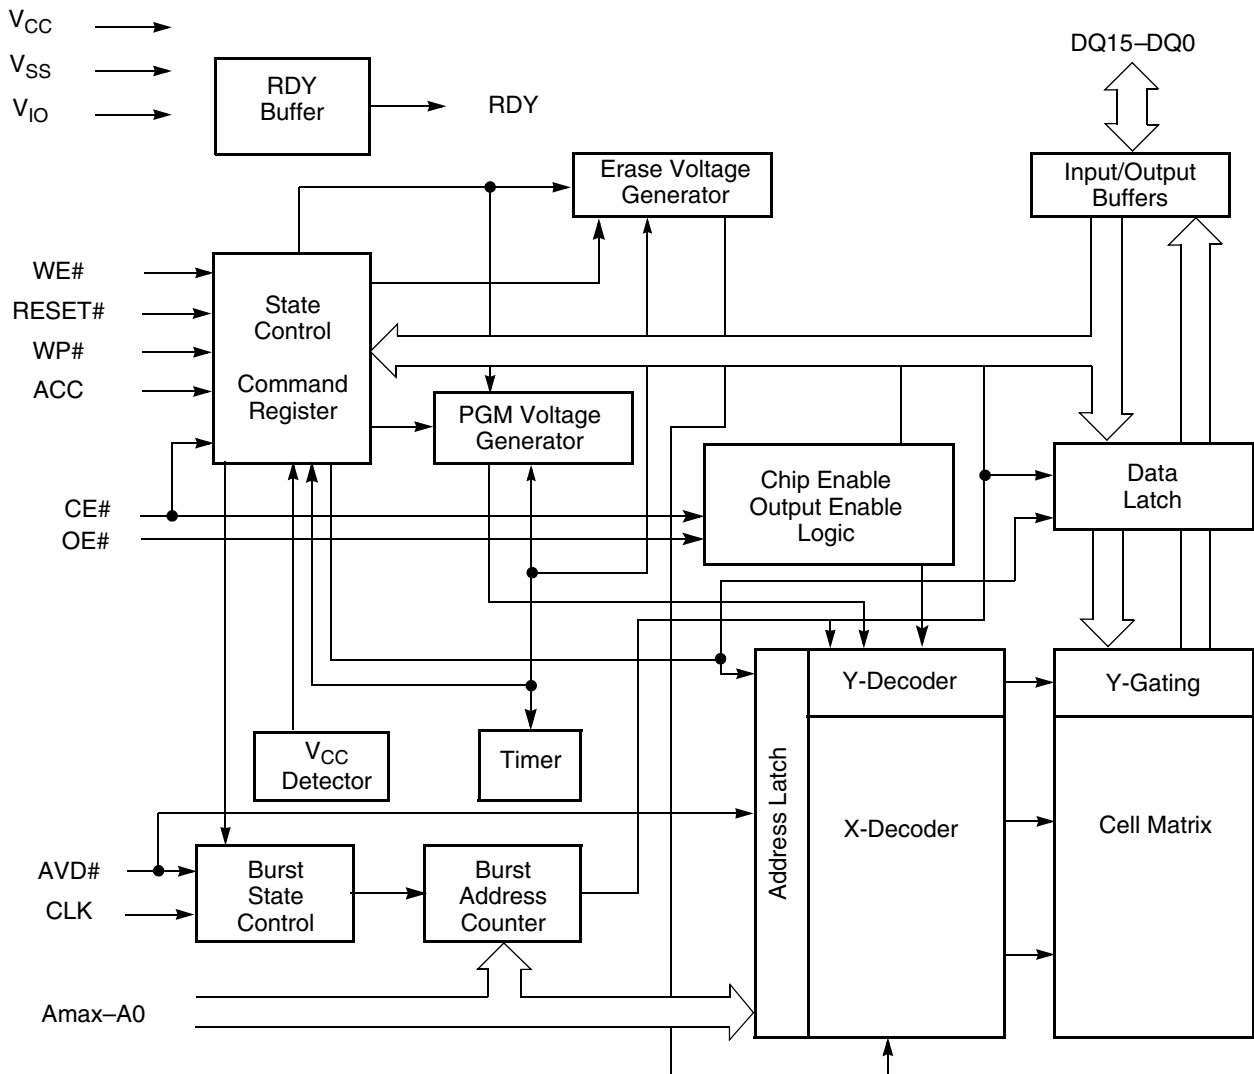 VCC
VSS
VIO
RDY
Buffer
RDY
DQ15–DQ0
Erase Voltage
Generator
Input/Output
Buffers
WE#
RESET#
WP#
ACC
State
Control
Command
Register
PGM Voltage
Generator
CE#
OE#
Chip Enable
Output Enable
Logic
Data
Latch
VCC
Detector
Timer
Address Latch
Y-Decoder
Y-Gating
X-Decoder
Cell Matrix
AVD#
CLK
Burst
State
Control
Burst
Address
Counter
Amax–A0